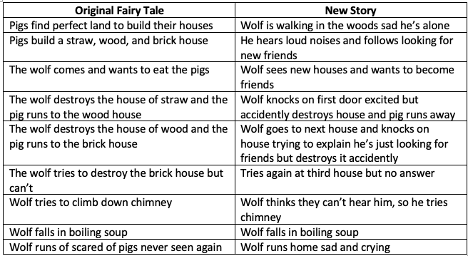 Original Fairy Tale
New Story
Pigs find perfect land to build their houses
Wolf is walking in the woods sad he's alone
Pigs build a straw, wood, and brick house
He hears loud noises and follows looking for
new friends
The wolf comes and wants to eat the pigs
Wolf sees new houses and wants to become
friends
The wolf destroys the house of straw and the
pig runs to the wood house
Wolf knocks on first door excited but
accidently destroys house and pig runs away
The wolf destroys the house of wood and the
pig runs to the brick house
Wolf goes to next house and knocks on
house trying to explain he's just looking for
friends but destroys it accidently
The wolf tries to destroy the brick house but
can't
Tries again at third house but no answer
Wolf tries to climb down chimney
Wolf thinks they can't hear him, so he tries
chimney
Wolf falls in boiling soup
Wolf falls in boiling soup
Wolf runs of scared of pigs never seen again
Wolf runs home sad and crying